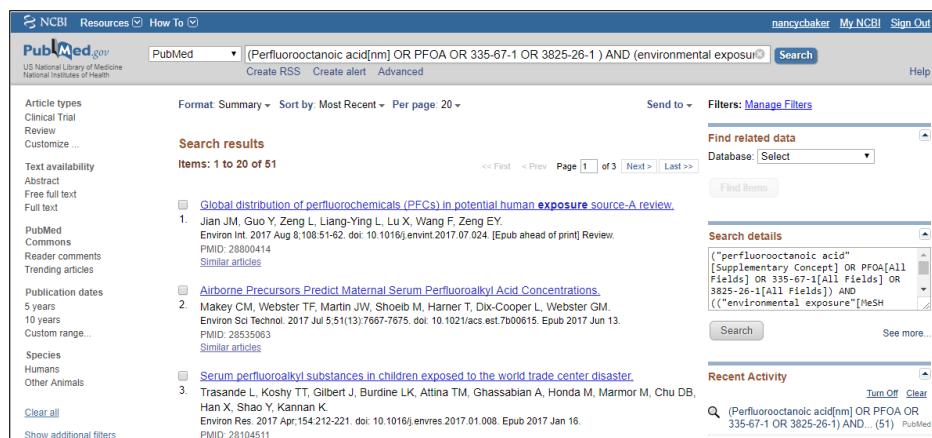 NCBI Resources How To nancycbaker My NCBI Sign Out
PubMed.gov
US National Library of Medicine
National Institutes of Health
PubMed (Perfluorooctanoic acid[nm] OR PFOA OR 335-67-1 OR 3825-26-1 ) AND (environmental exposu Search
Create RSS Create alert Advanced Help
Article types
Clinical Trial
Review
Customize ...
Text availability
Abstract
Free full text
Full text
PubMed
Commons
Reader comments
Trending articles
Publication dates
5 years
10 years
Custom range...
Species
Humans
Other Animals
Clear all
Show additional filters
Format: Summary Sort by: Most Recent Per page: 20 Send to
Search results
Items: 1 to 20 of 51 << First < Prev Page 1 of 3 Next > Last >>
Global distribution of perfluorochemicals (PFCs) in potential human exposure source-A review.
1. Jian JM, Guo Y, Zeng L, Liang-Ying L, Lu X, Wang F, Zeng EY.
Environ Int. 2017 Aug 8;108:51-62. doi: 10.1016/j.envint.2017.07.024. [Epub ahead of print] Review.
PMID: 28800414
Similar articles
Airborne Precursors Predict Maternal Serum Perfluoroalkyl Acid Concentrations.
2. Makey CM, Webster TF, Martin JW, Shoeib M, Harner T, Dix-Cooper L, Webster GM.
Environ Sci Technol. 2017 Jul 5;51(13):7667-7675. doi: 10.1021/acs.est.7b00615. Epub 2017 Jun 13.
PMID: 28535063
Similar articles
Serum perfluoroalkyl substances in children exposed to the world trade center disaster.
3. Trasande L, Koshy TT, Gilbert J, Burdine LK, Attina TM, Ghassabian A, Honda M, Marmor M, Chu DB,
Han X, Shao Y, Kannan K.
Environ Res. 2017 Apr;154:212-221. doi: 10.1016/j.envres.2017.01.008. Epub 2017 Jan 16.
PMID: 28104511
Filters: Manage Filters
Find related data
Database: Select
Find items
Search details
("perfluorooctanoic acid"
[Supplementary Concept] OR PFOA[All
Fields] OR 335-67-1[All Fields] OR
3825-26-1[All Fields]) AND
(("environmental exposure"[MeSH
Search See more...
Recent Activity
Turn Off Clear
(Perfluorooctanoic acid[nm] OR PFOA OR
335-67-1 OR 3825-26-1) AND... (51) PubMed